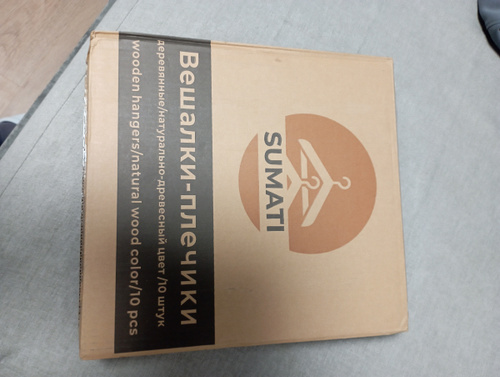 SUMATI
Вешалки-плечики
деревянные/натурально-древесный цвет/10 штук
wooden hangers/natural wood color/10 pcs